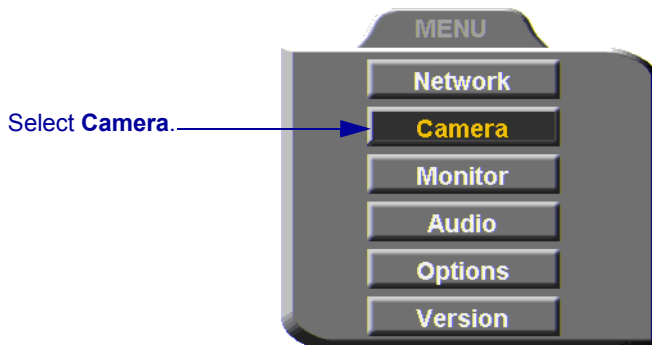 MENU
Network
Select Camera.
Camera
Monitor
Audio
Options
Version